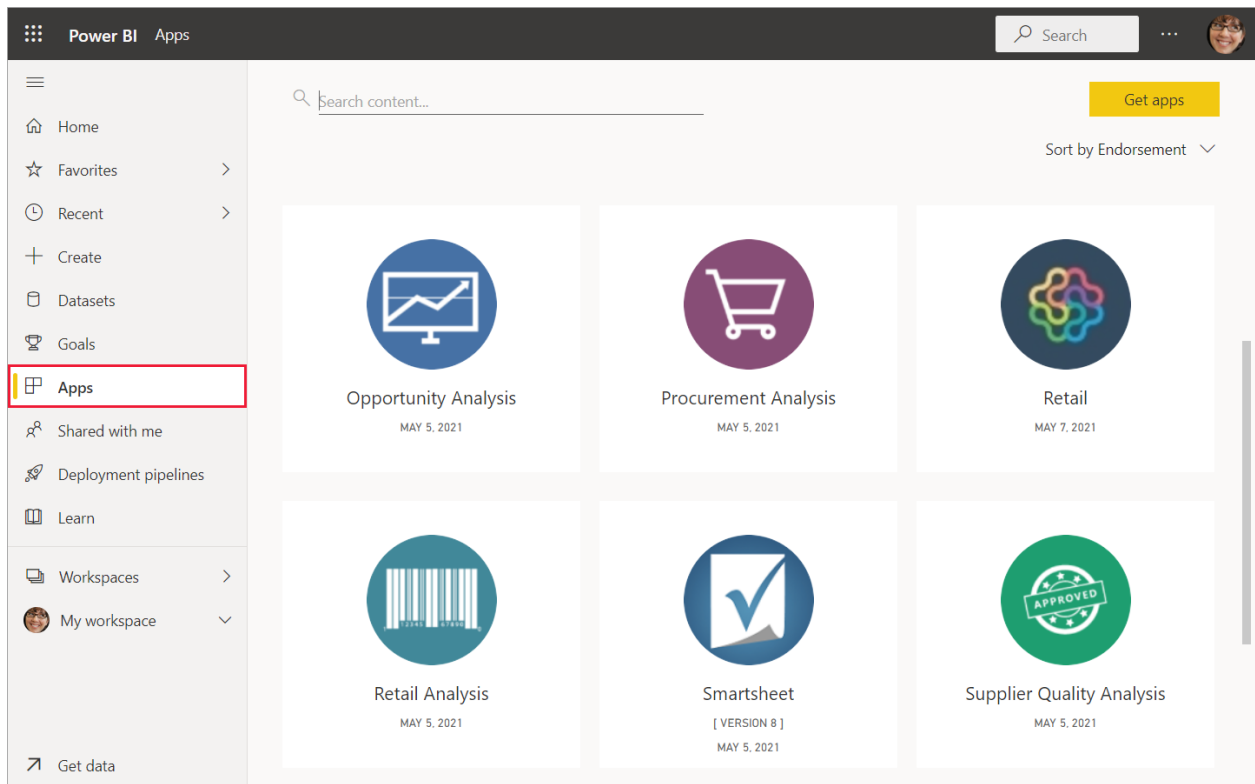 Power BI Apps
Search
...
Home
Favorites
Recent
Create
Datasets
Goals
Apps
Shared with me
Deployment pipelines
Learn
Workspaces
My workspace
Get data
Search content...
Get apps
Sort by Endorsement
Opportunity Analysis
MAY 5, 2021
Procurement Analysis
MAY 5, 2021
Retail
MAY 7, 2021
12345 67890
Retail Analysis
MAY 5, 2021
Smartsheet
[ VERSION 8 ]
MAY 5, 2021
APPROVED
Supplier Quality Analysis
MAY 5, 2021